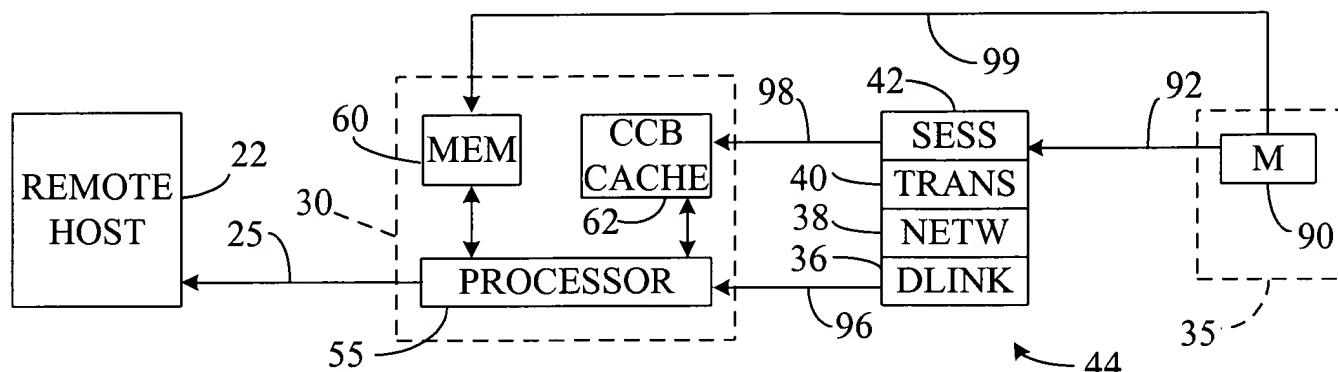 99
60
MEM
CCB
CACHE
62
98
42
SESS
TRANS
NETW
DLINK
40
38
36
92
M
90
REMOTE
HOST
22
30
25
PROCESSOR
55
96
44
35